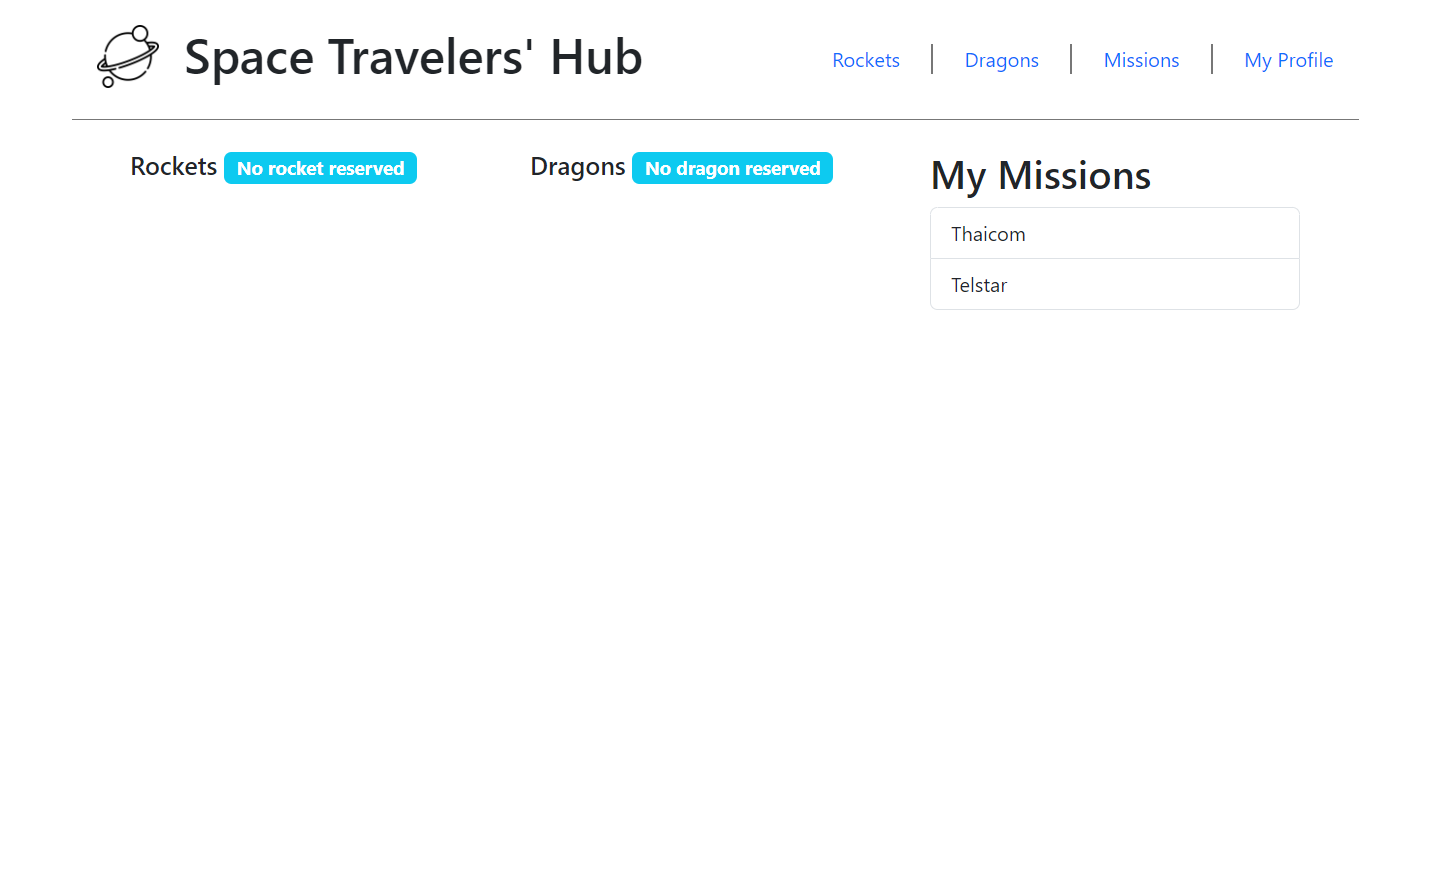 Space Travelers' Hub
Rockets
Dragons
Missions
My Profile
Rockets No rocket reserved
Dragons No dragon reserved
My Missions
Thaicom
Telstar